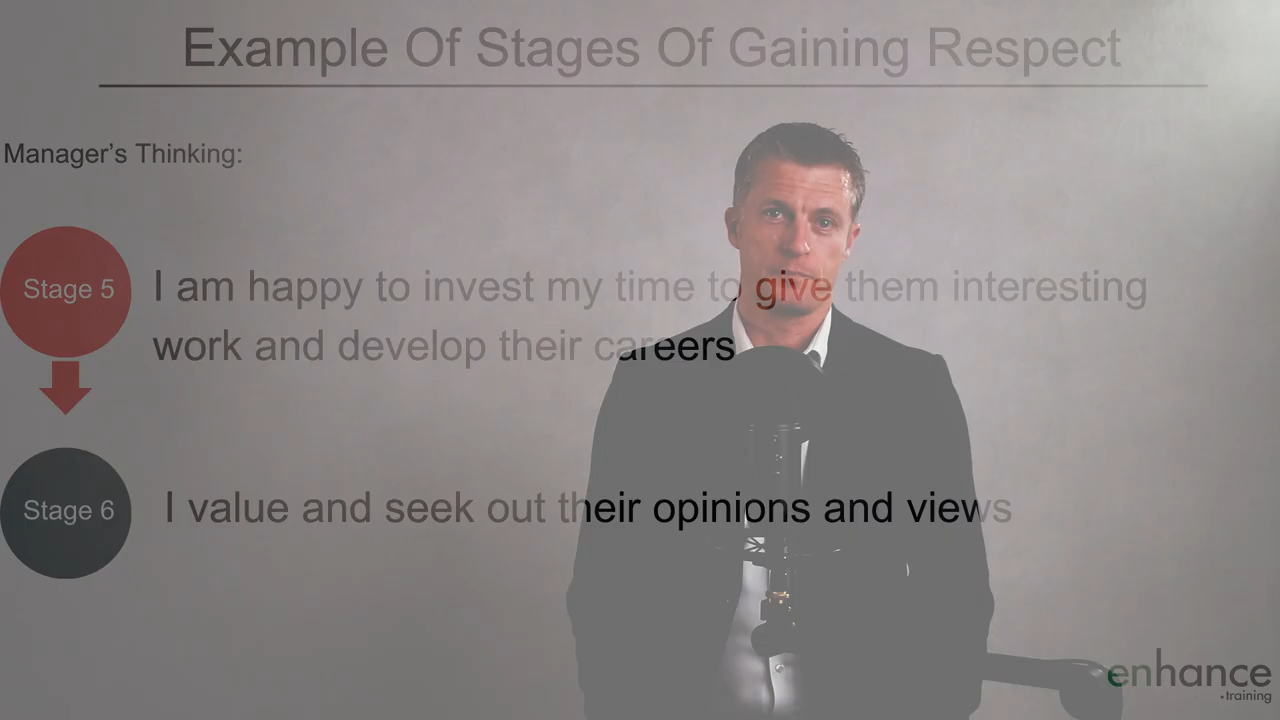 Example Of Stages Of Gaining Respect
Manager's Thinking:
Stage 5
I am happy to invest my time to give them interesting
work and develop their careers
Stage 6
I value and seek out their opinions and views
enhance
training